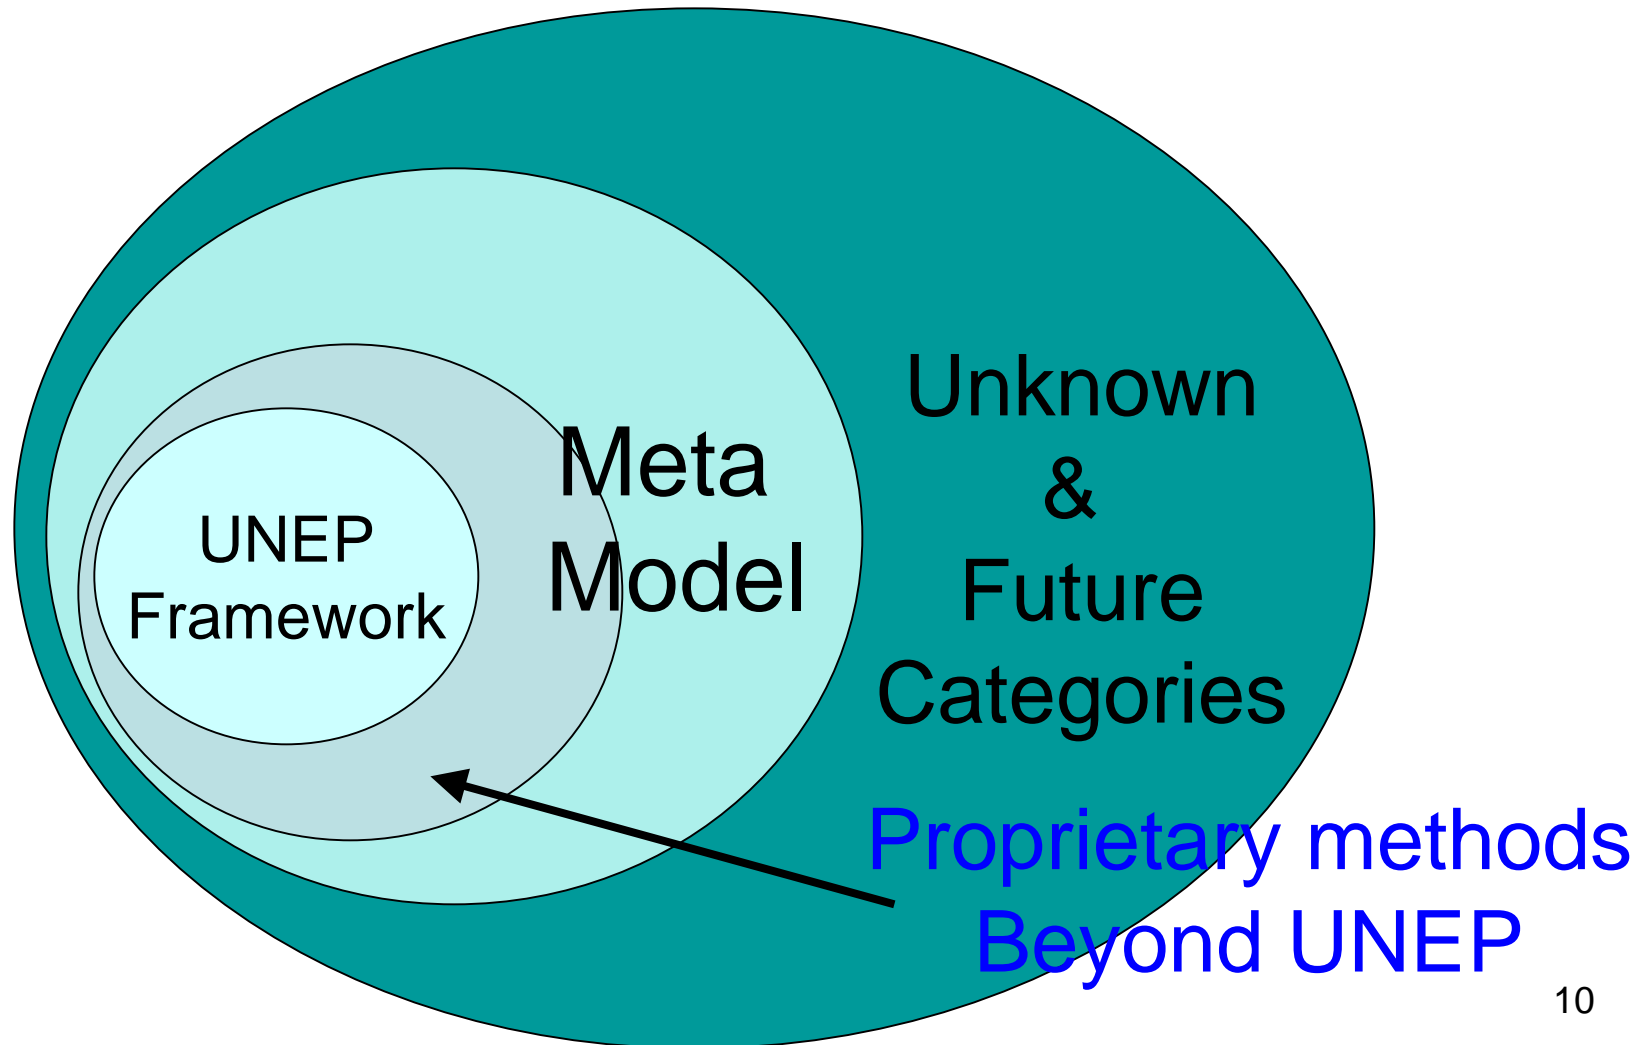 UNEP
Framework
Meta
Model
Unknown
&
Future
Categories
Proprietary methods
Beyond UNEP
10